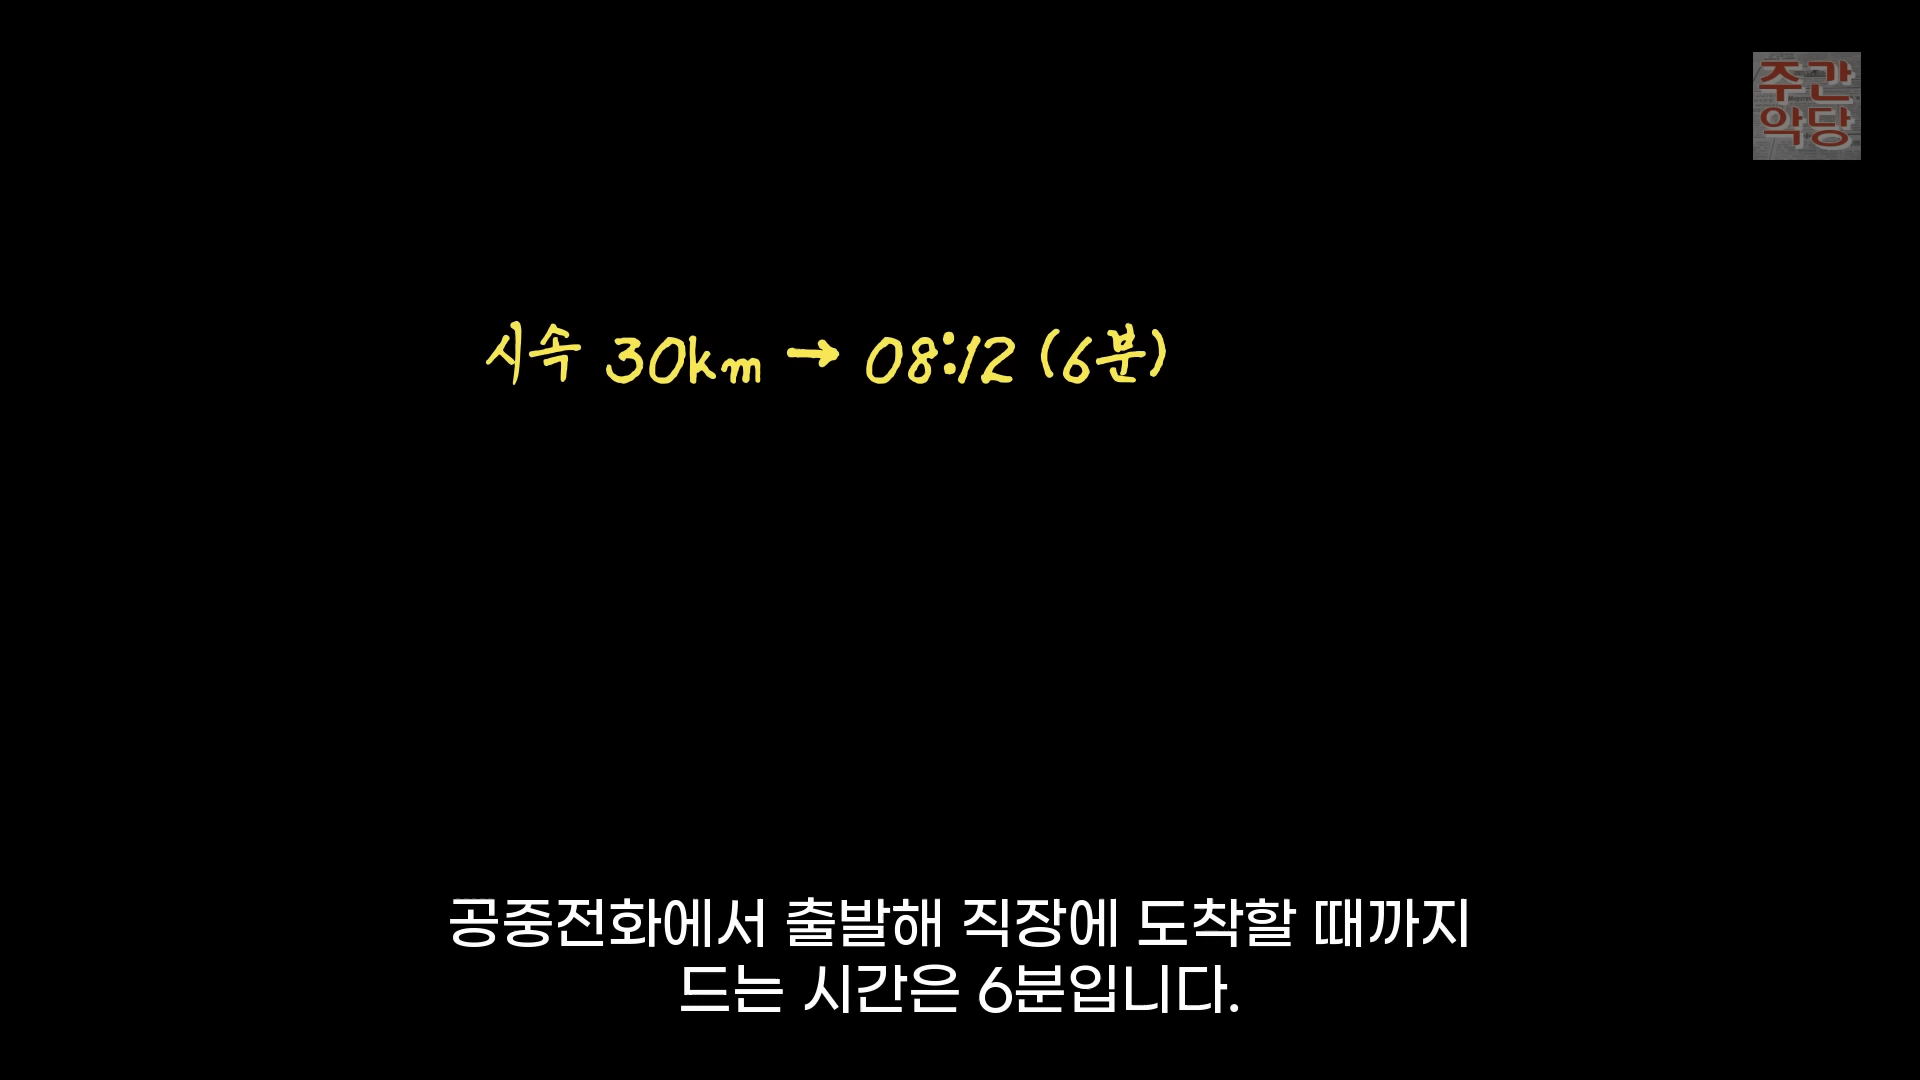 주간
악당
시속 30km → 08:12 (6분)
공중전화에서 출발해 직장에 도착할 때까지
드는 시간은 6분입니다.